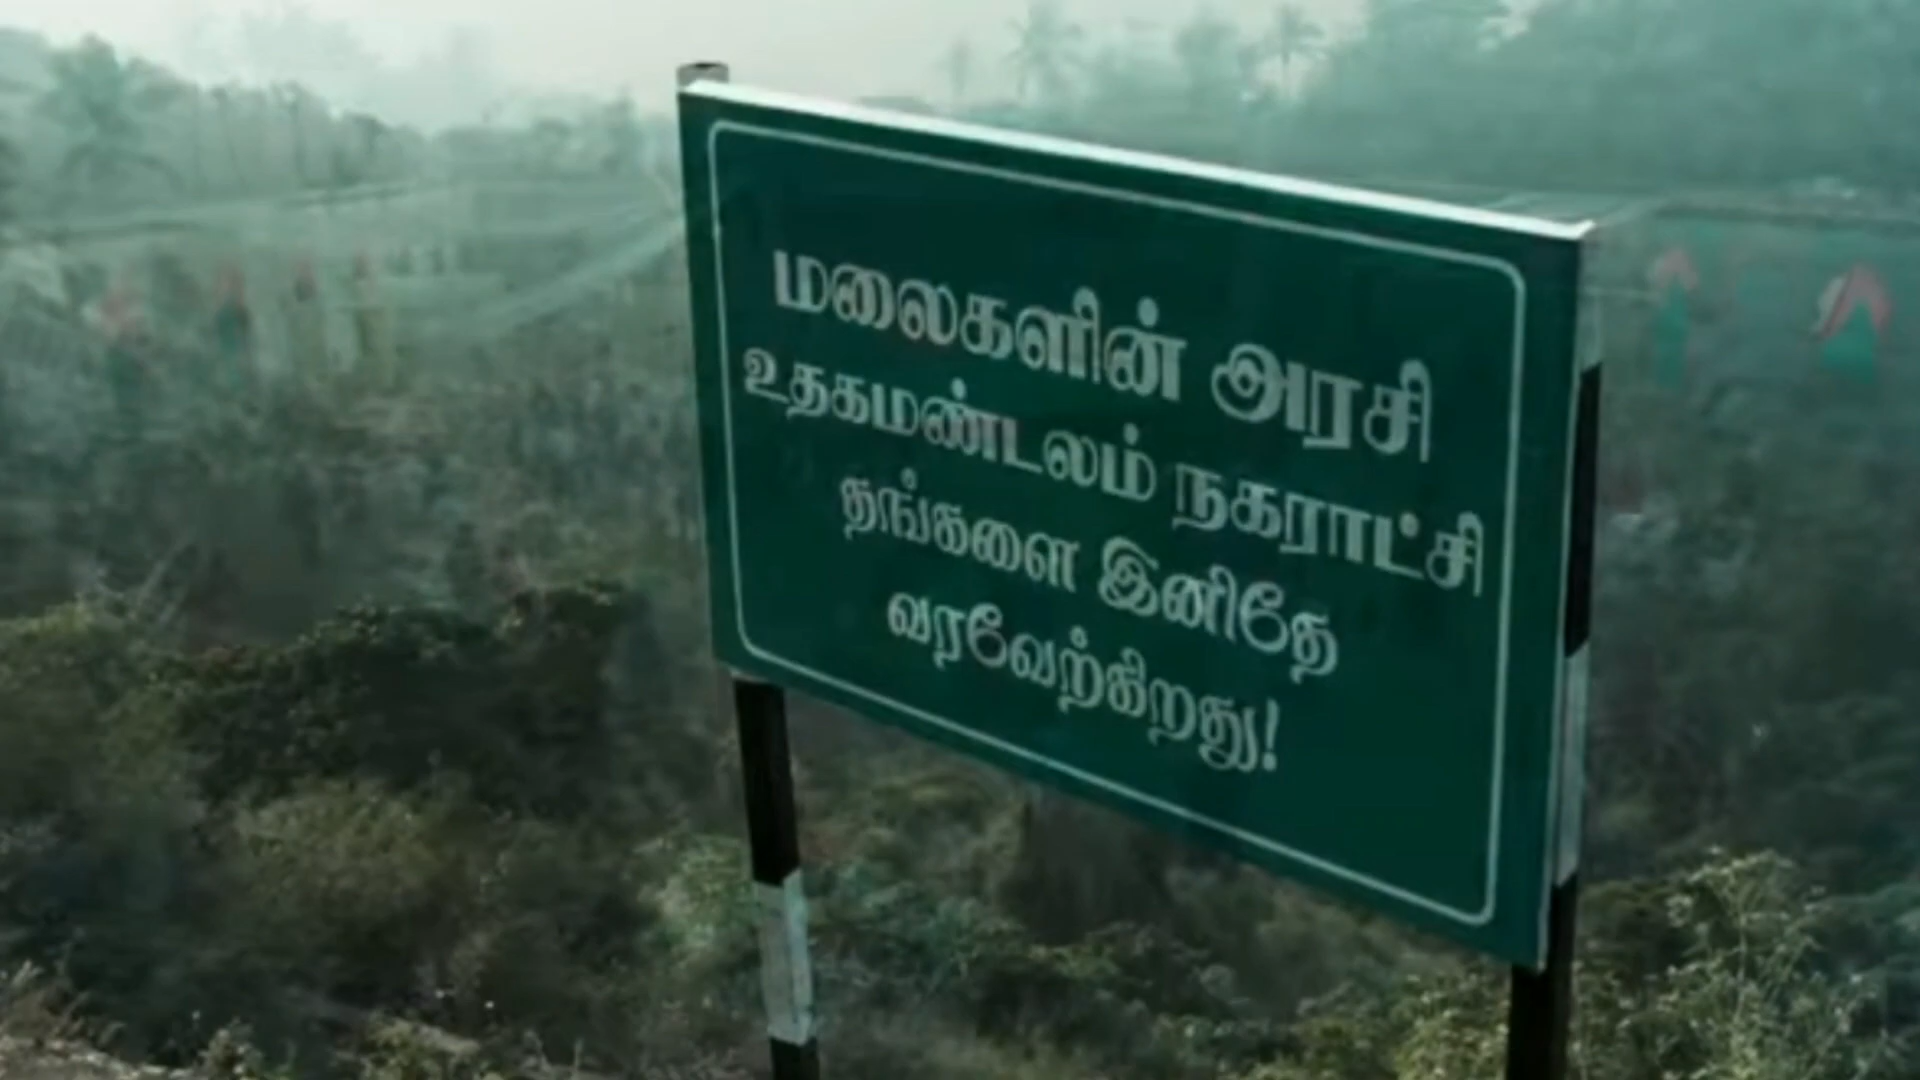 மலைகளின் அரசி
உதகமண்டலம் நகராட்சி
தங்களை இனிதே
வரவேற்கிறது!